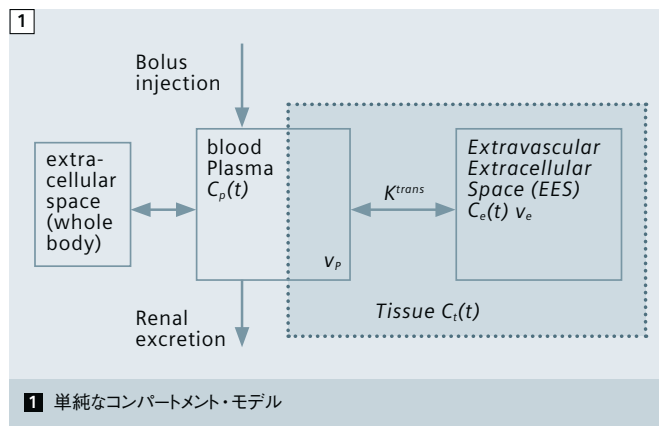 1
Bolus
injection
extra-
cellular
space
(whole
body)
blood
Plasma
Cp(t)
vP
Ktrans
Extravascular
Extracellular
Space (EES)
Ce(t) ve
Tissue Ct(t)
Renal
excretion
1 単純なコンパートメント・モデル